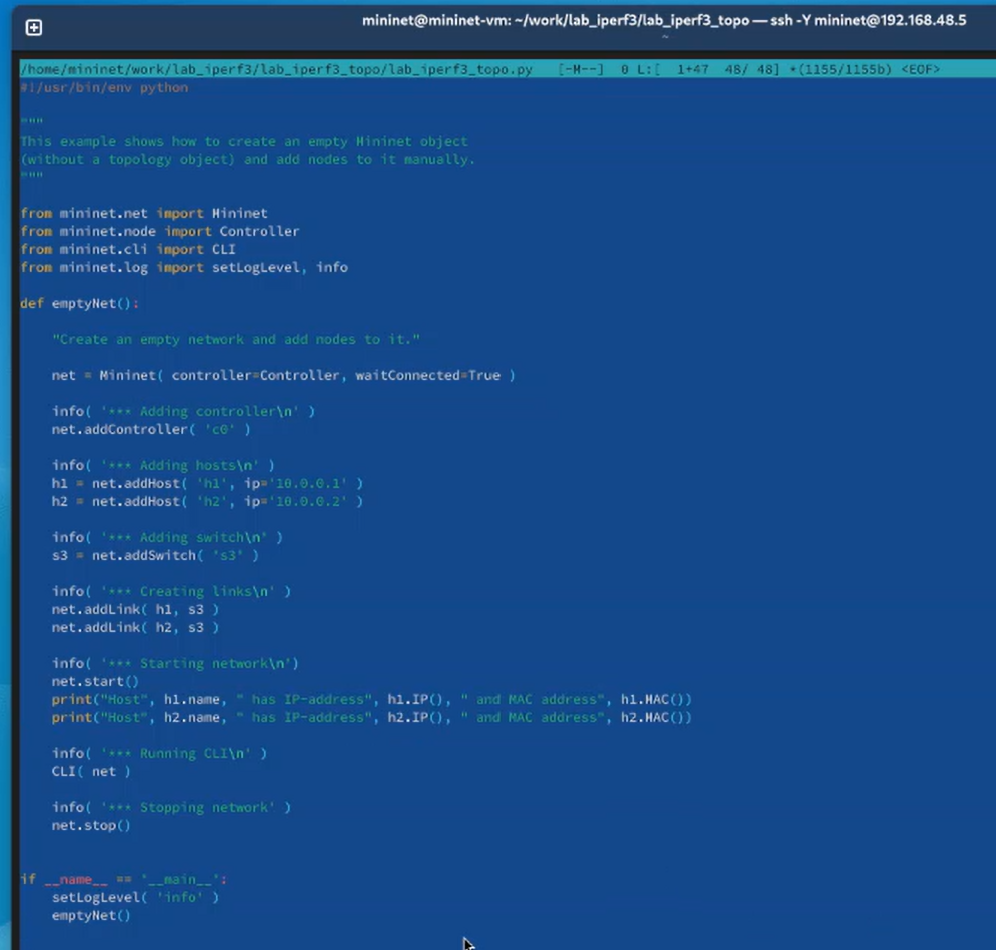 mininet@mininet-vm: ~/work/lab_iperf3/lab_iperf3_topo — ssh -Y mininet@192.168.48.5
~
/home/mininet/work/lab_iperf3/lab_iperf3_topo/lab_iperf3_topo.py   [-M--]  0 L:[  1+47  48/ 48] *(1155/1155b) <EOF>
#!/usr/bin/env python

"""
This example shows how to create an empty Mininet object
(without a topology object) and add nodes to it manually.
"""

from mininet.net import Mininet
from mininet.node import Controller
from mininet.cli import CLI
from mininet.log import setLogLevel, info

def emptyNet():

    "Create an empty network and add nodes to it."

    net = Mininet( controller=Controller, waitConnected=True )

    info( '*** Adding controller\n' )
    net.addController( 'c0' )

    info( '*** Adding hosts\n' )
    h1 = net.addHost( 'h1', ip='10.0.0.1' )
    h2 = net.addHost( 'h2', ip='10.0.0.2' )

    info( '*** Adding switch\n' )
    s3 = net.addSwitch( 's3' )

    info( '*** Creating links\n' )
    net.addLink( h1, s3 )
    net.addLink( h2, s3 )

    info( '*** Starting network\n')
    net.start()
    print("Host", h1.name, " has IP-address", h1.IP(), " and MAC address", h1.MAC())
    print("Host", h2.name, " has IP-address", h2.IP(), " and MAC address", h2.MAC())

    info( '*** Running CLI\n' )
    CLI( net )

    info( '*** Stopping network' )
    net.stop()


if __name__ == '__main__':
    setLogLevel( 'info' )
    emptyNet()